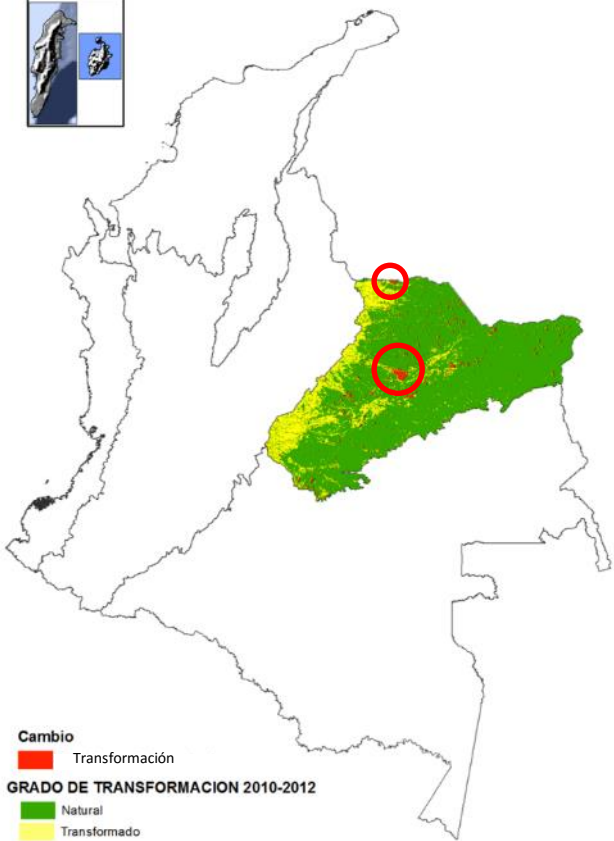 Cambio
Transformación
GRADO DE TRANSFORMACION 2010-2012
Natural
Transformado